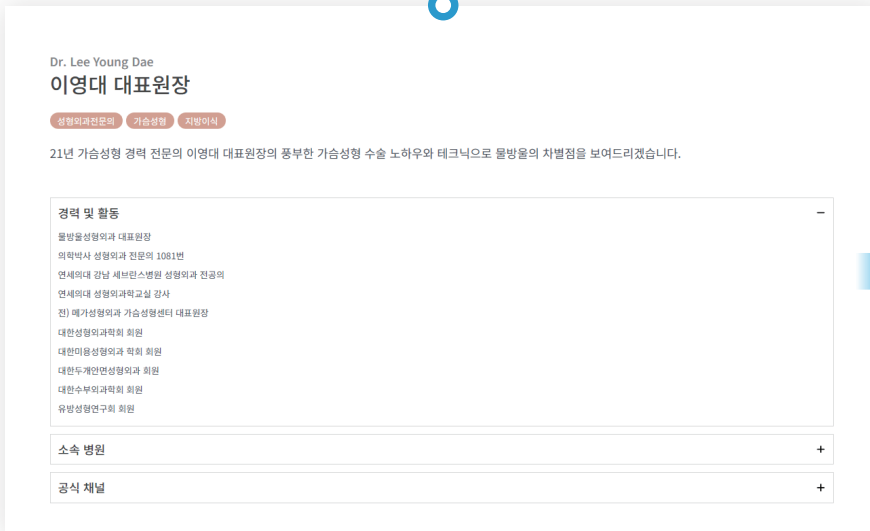 Dr. Lee Young Dae
이영대 대표원장
성형외과전문의 가슴성형 지방이식
21년 가슴성형 경력 전문의 이영대 대표원장의 풍부한 가슴성형 수술 노하우와 테크닉으로 물방울의 차별점을 보여드리겠습니다.
경력 및 활동 −
물방울성형외과 대표원장
의학박사 성형외과 전문의 1081번
연세의대 강남 세브란스병원 성형외과 전공의
연세의대 성형외과학교실 강사
전) 메가성형외과 가슴성형센터 대표원장
대한성형외과학회 회원
대한미용성형외과 학회 회원
대한두개안면성형외과 회원
대한수부외과학회 회원
유방성형연구회 회원
소속 병원 +
공식 채널 +